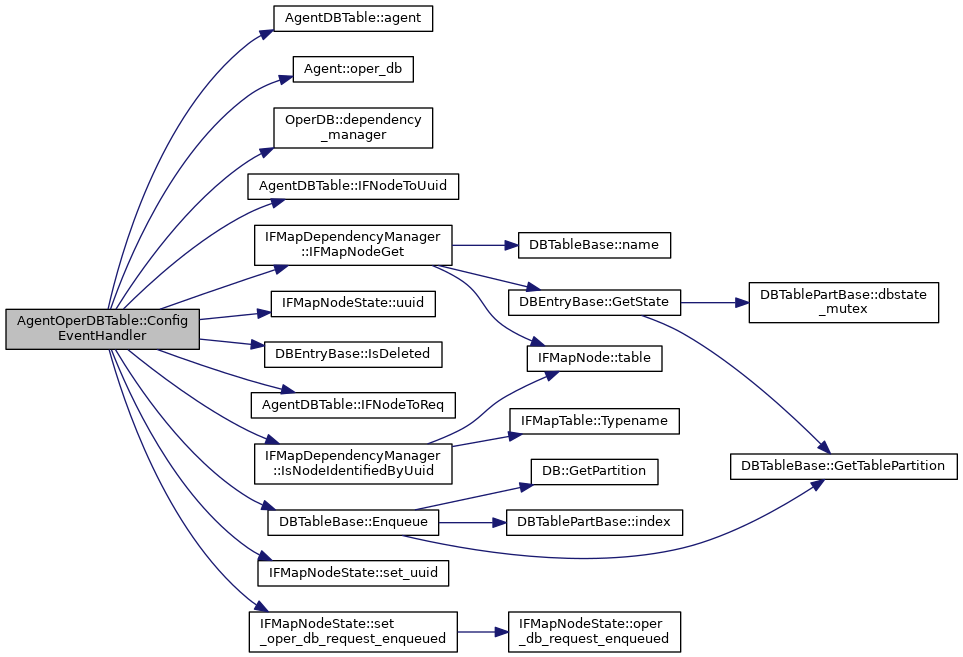 AgentDBTable::agent
Agent::oper_db
OperDB::dependency
_manager
AgentDBTable::IFNodeToUuid
IFMapDependencyManager
::IFMapNodeGet
DBTableBase::name
AgentOperDBTable::Config
EventHandler
IFMapNodeState::uuid
DBEntryBase::GetState
DBTablePartBase::dbstate
_mutex
DBEntryBase::IsDeleted
IFMapNode::table
AgentDBTable::IFNodeToReq
IFMapTable::Typename
IFMapDependencyManager
::IsNodeIdentifiedByUuid
DB::GetPartition
DBTableBase::GetTablePartition
DBTableBase::Enqueue
DBTablePartBase::index
IFMapNodeState::set_uuid
IFMapNodeState::set
_oper_db_request_enqueued
IFMapNodeState::oper
_db_request_enqueued